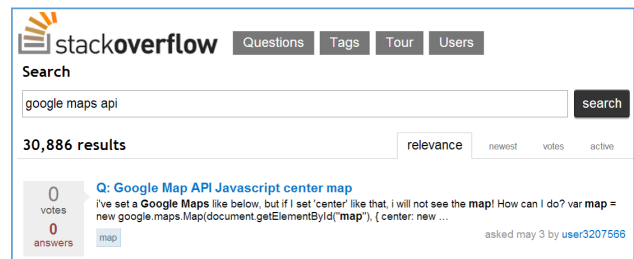 stackoverflow Questions Tags Tour Users
Search
google maps api search
30,886 results relevance newest votes active
0
votes
0
answers
Q: Google Map API Javascript center map
i've set a Google Maps like below, but if I set 'center' like that, i will not see the map! How can I do? var map =
new google.maps.Map(document.getElementById("map"), { center: new ...
map
asked may 3 by user3207566